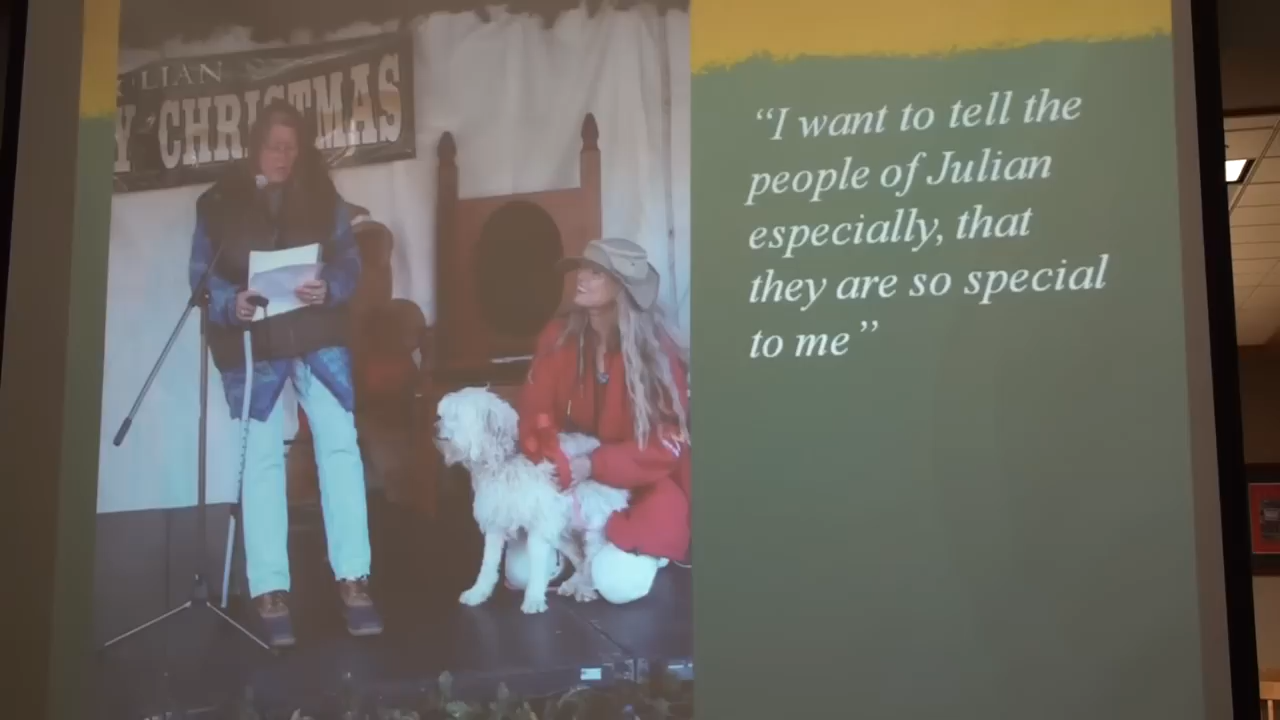 LIAN
Y CHRISTMAS
“I want to tell the
people of Julian
especially, that
they are so special
to me”